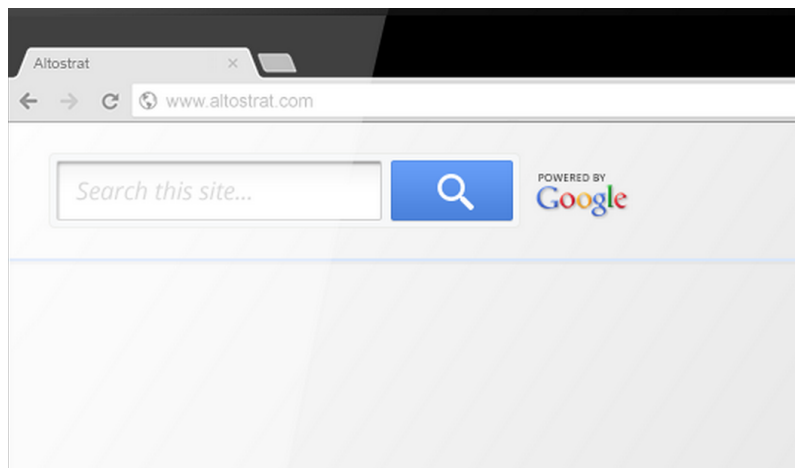 Altostrat
www.altostrat.com
Search this site...
POWERED BY
Google